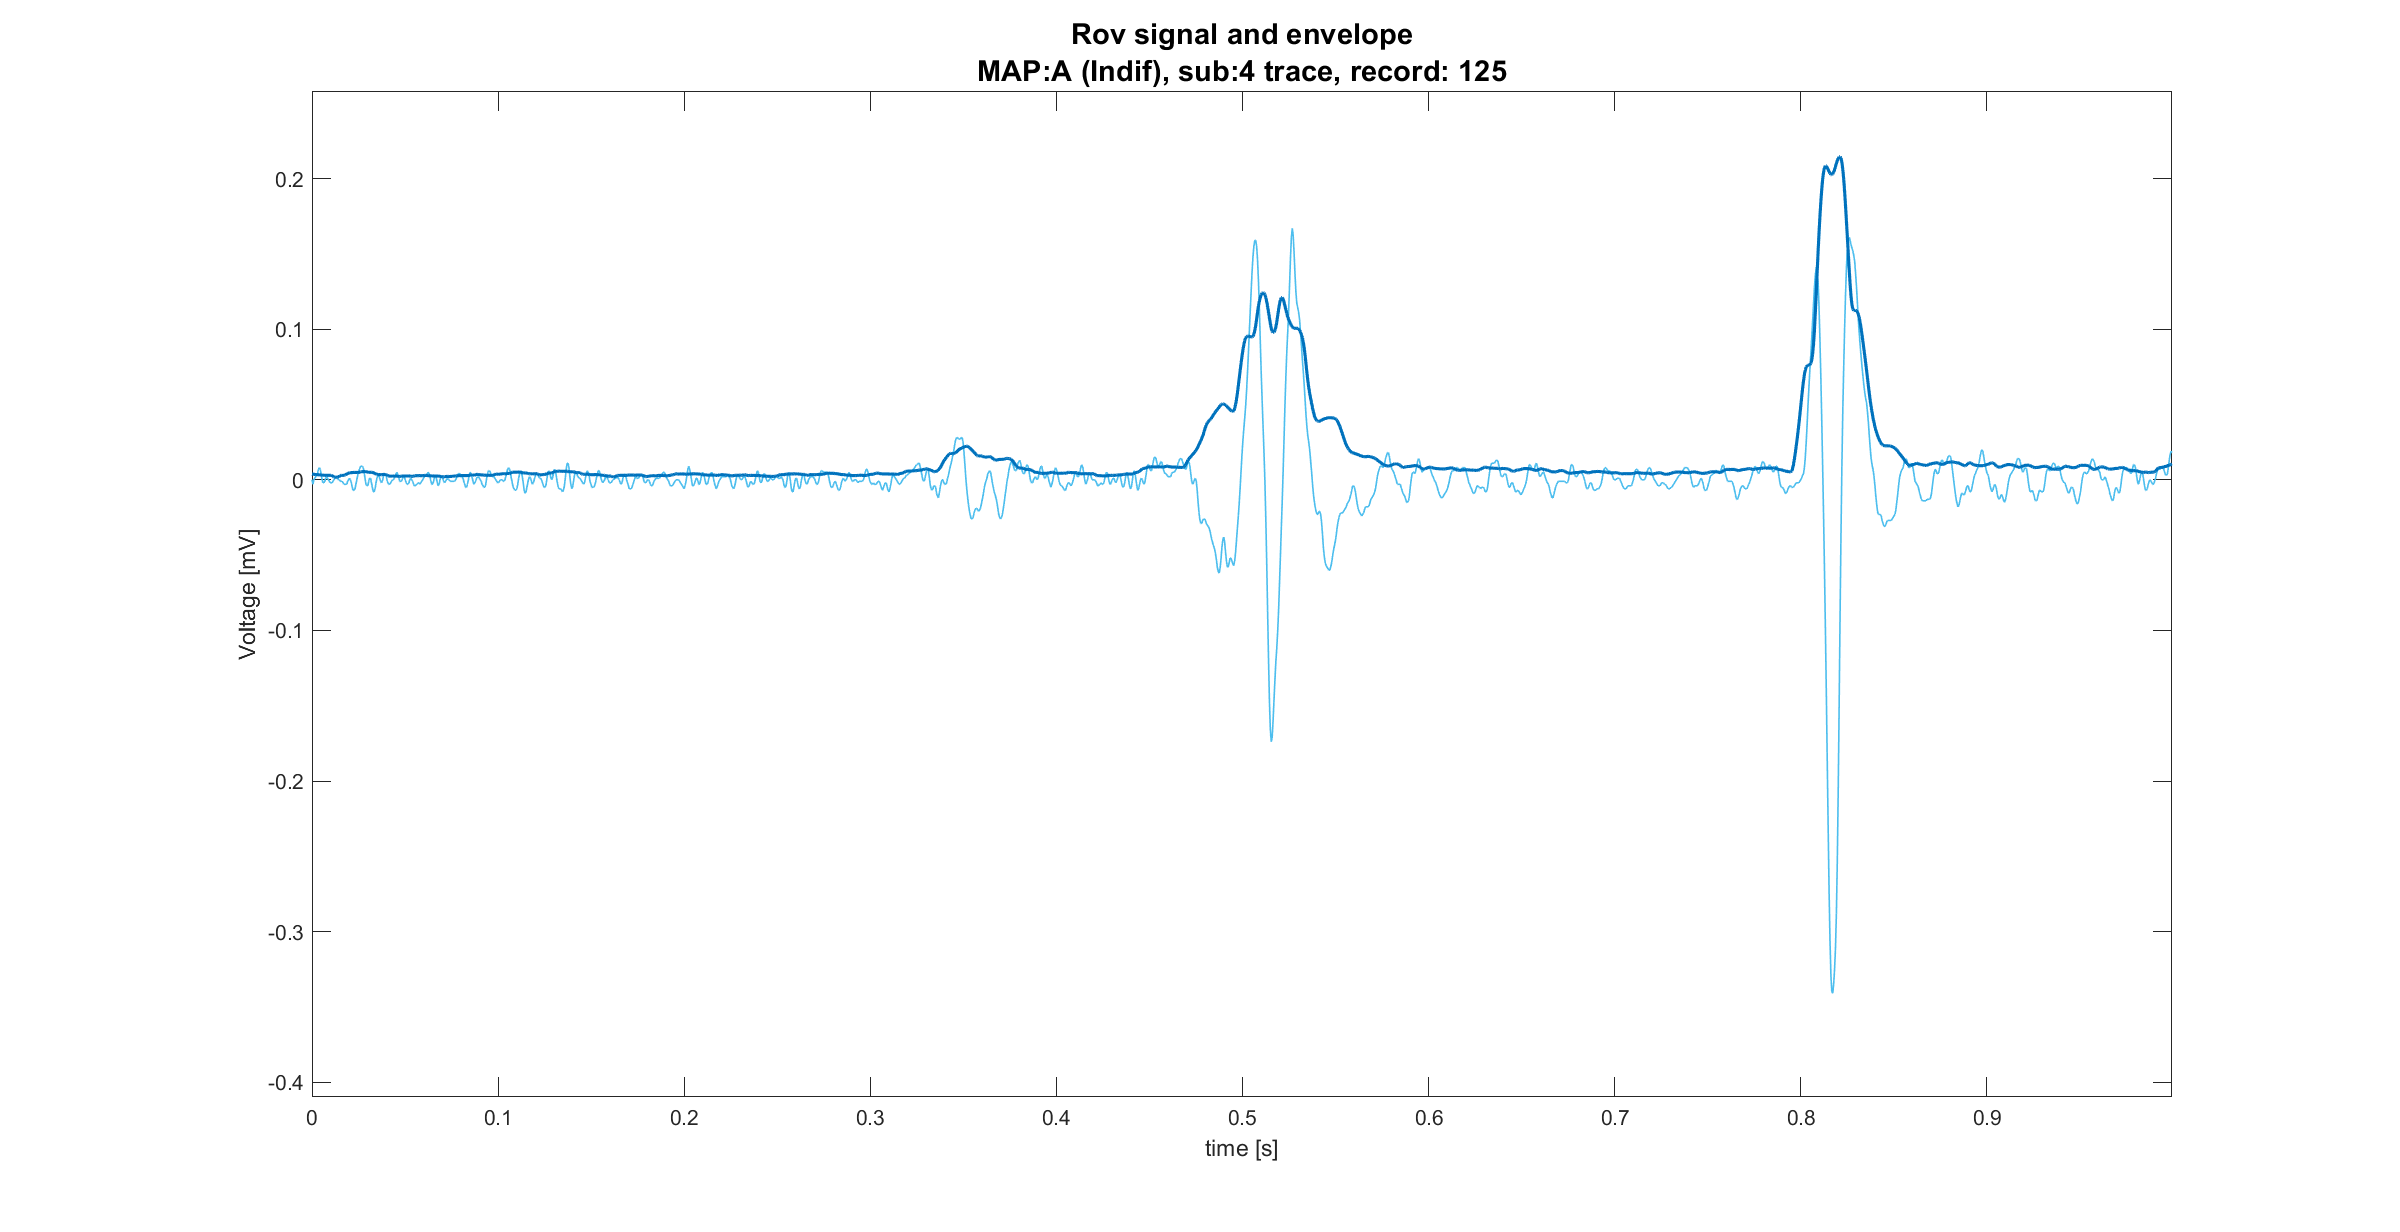 Rov signal and envelope
MAP:A (Indif), sub:4 trace, record: 125
Voltage [mV]
0.2
0.1
0
-0.1
-0.2
-0.3
-0.4
0 0.1 0.2 0.3 0.4 0.5 0.6 0.7 0.8 0.9
time [s]